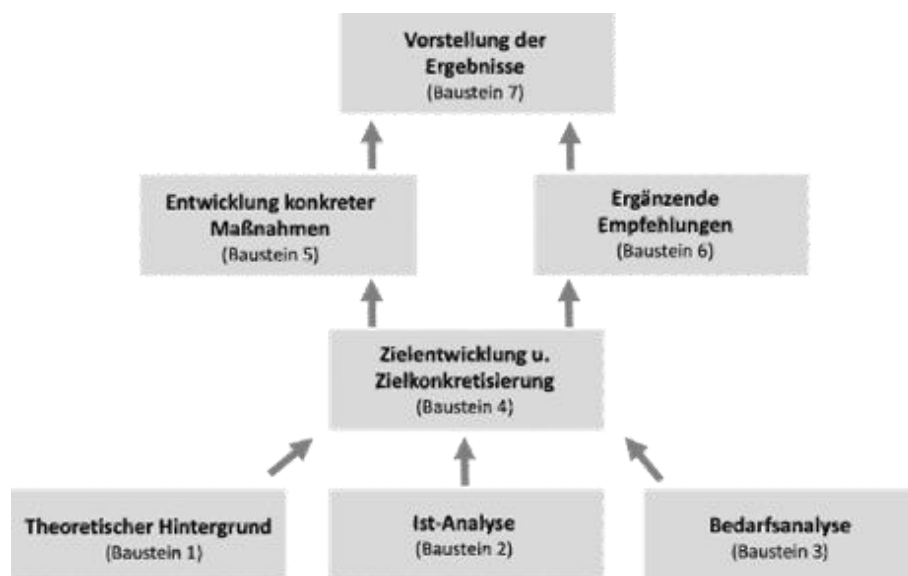 Vorstellung der
Ergebnisse
(Baustein 7)
Entwicklung konkreter
Maßnahmen
(Baustein 5)
Ergänzende
Empfehlungen
(Baustein 6)
Zielentwicklung u.
Zielkonkretisierung
(Baustein 4)
Theoretischer Hintergrund
(Baustein 1)
Ist-Analyse
(Baustein 2)
Bedarfsanalyse
(Baustein 3)